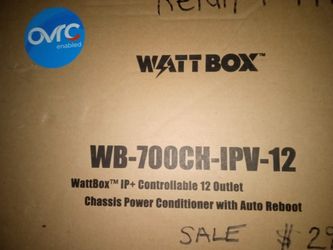 OVRC
enabled
WATTBOX™
WB-700CH-IPV-12
WattBox™ IP+ Controllable 12 Outlet
Chassis Power Conditioner with Auto Reboot
SALE $